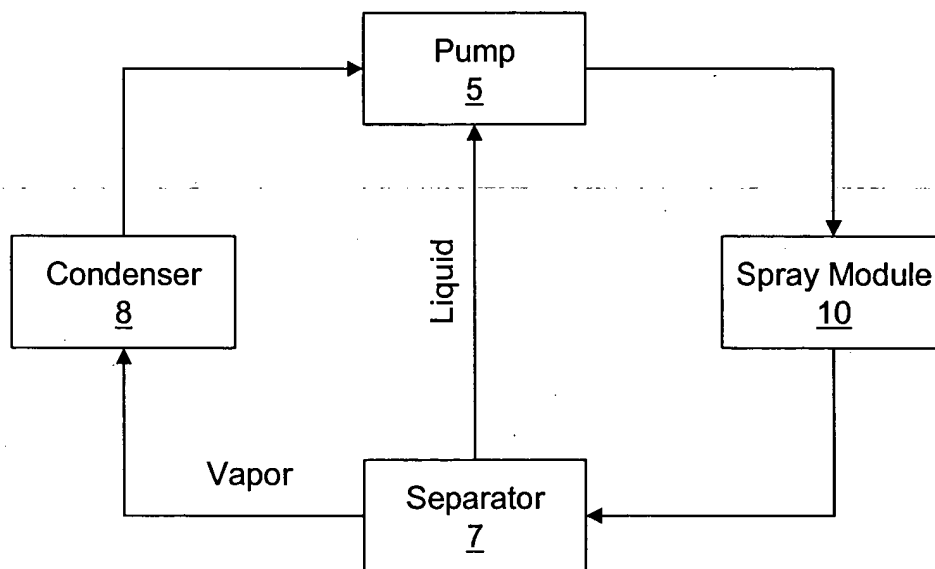 Pump
5
Condenser
8
Liquid
Spray Module
10
Vapor
Separator
7